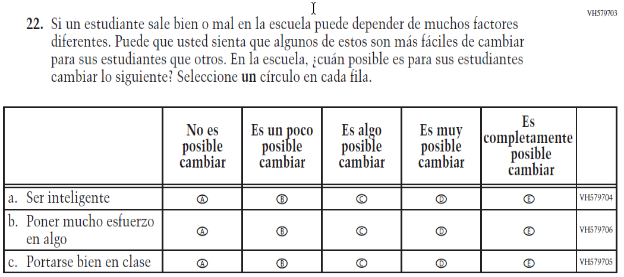 VH579703
22. Si un estudiante sale bien o mal en la escuela puede depender de muchos factores
diferentes. Puede que usted sienta que algunos de estos son más fáciles de cambiar
para sus estudiantes que otros. En la escuela, ¿cuán posible es para sus estudiantes
cambiar lo siguiente? Seleccione un círculo en cada fila.
No es posible cambiar
Es un poco posible cambiar
Es algo posible cambiar
Es muy posible cambiar
Es completamente posible cambiar
a. Ser inteligente A B C D E VH579704
b. Poner mucho esfuerzo
en algo A B C D E VH579706
c. Portarse bien en clase A B C D E VH579705